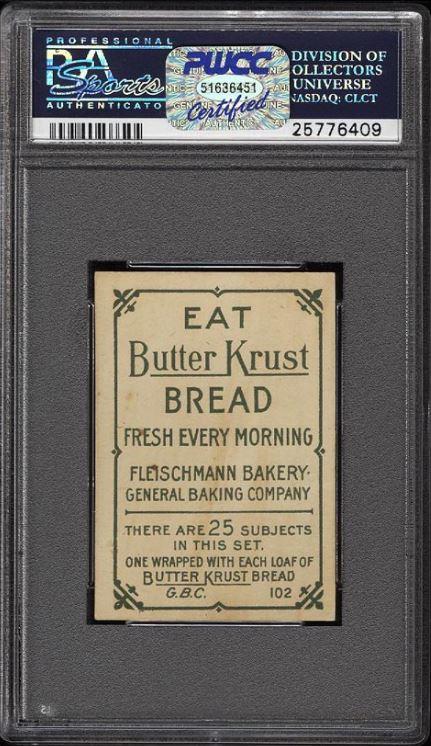 PROFESSIONAL
PSA
Sports
AUTHENTICATO
PWCC
51636451
Certified
DIVISION OF
OLLECTORS
UNIVERSE
NASDAQ: CLCT
25776409
EAT
Butter Krust
BREAD
FRESH EVERY MORNING
FLEISCHMANN BAKERY·
GENERAL BAKING COMPANY
THERE ARE 25 SUBJECTS
IN THIS SET.
ONE WRAPPED WITH EACH LOAF OF
BUTTER KRUST BREAD
G.B.C. 102